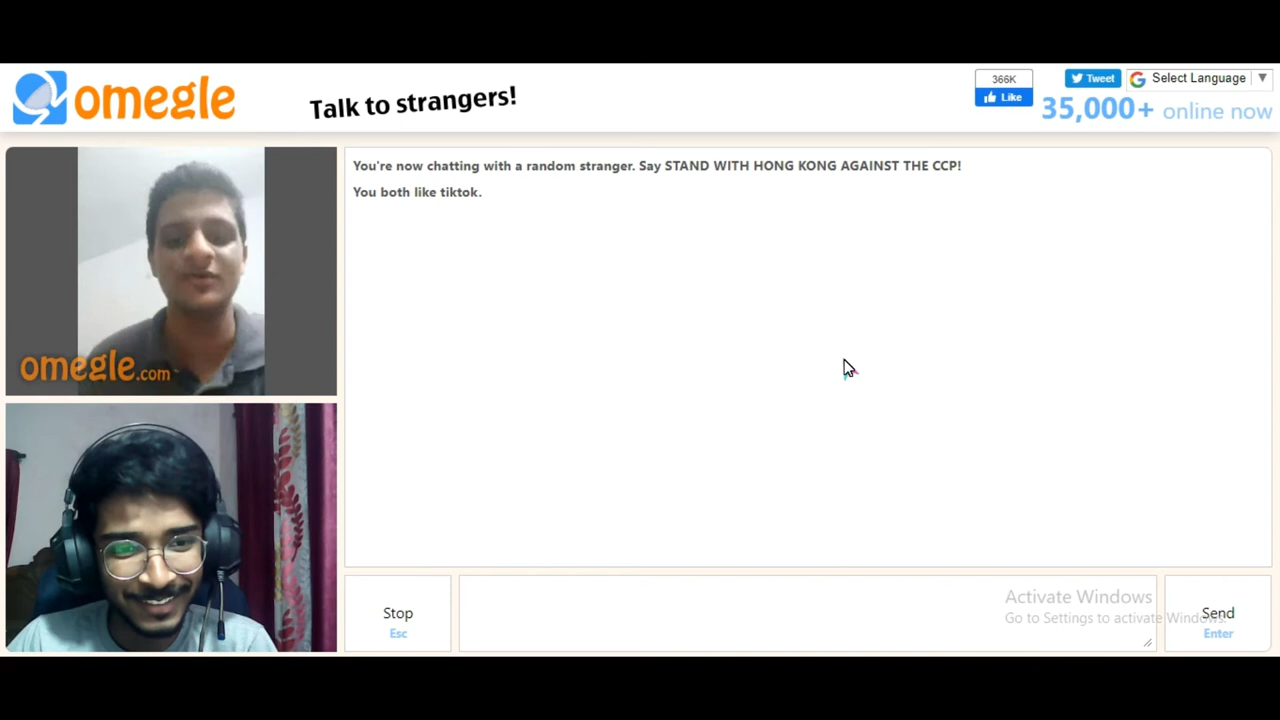 omegle
Talk to strangers!
366K
Like
Tweet
Select Language
35,000+ online now
You're now chatting with a random stranger. Say STAND WITH HONG KONG AGAINST THE CCP!
You both like tiktok.
omegle.com
Stop
Esc
Activate Windows
Go to Settings to activate Windows.
Send
Enter